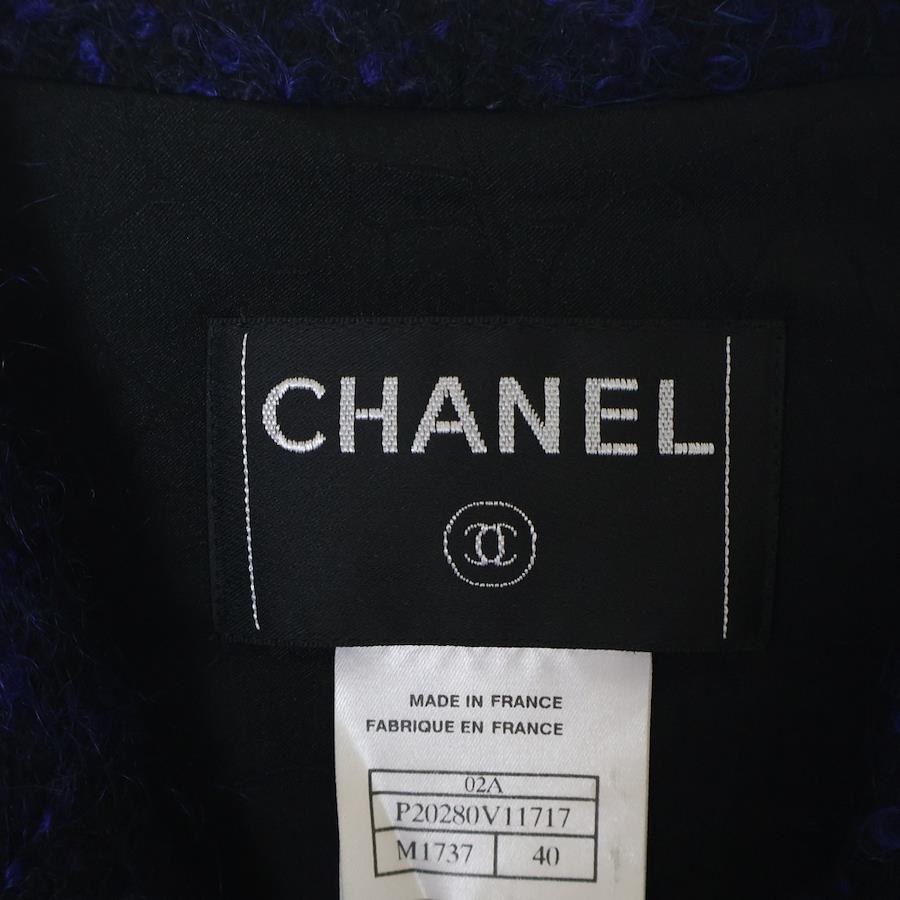 CHANEL
MADE IN FRANCE
FABRIQUE EN FRANCE
02A
P20280V11717
M1737 40